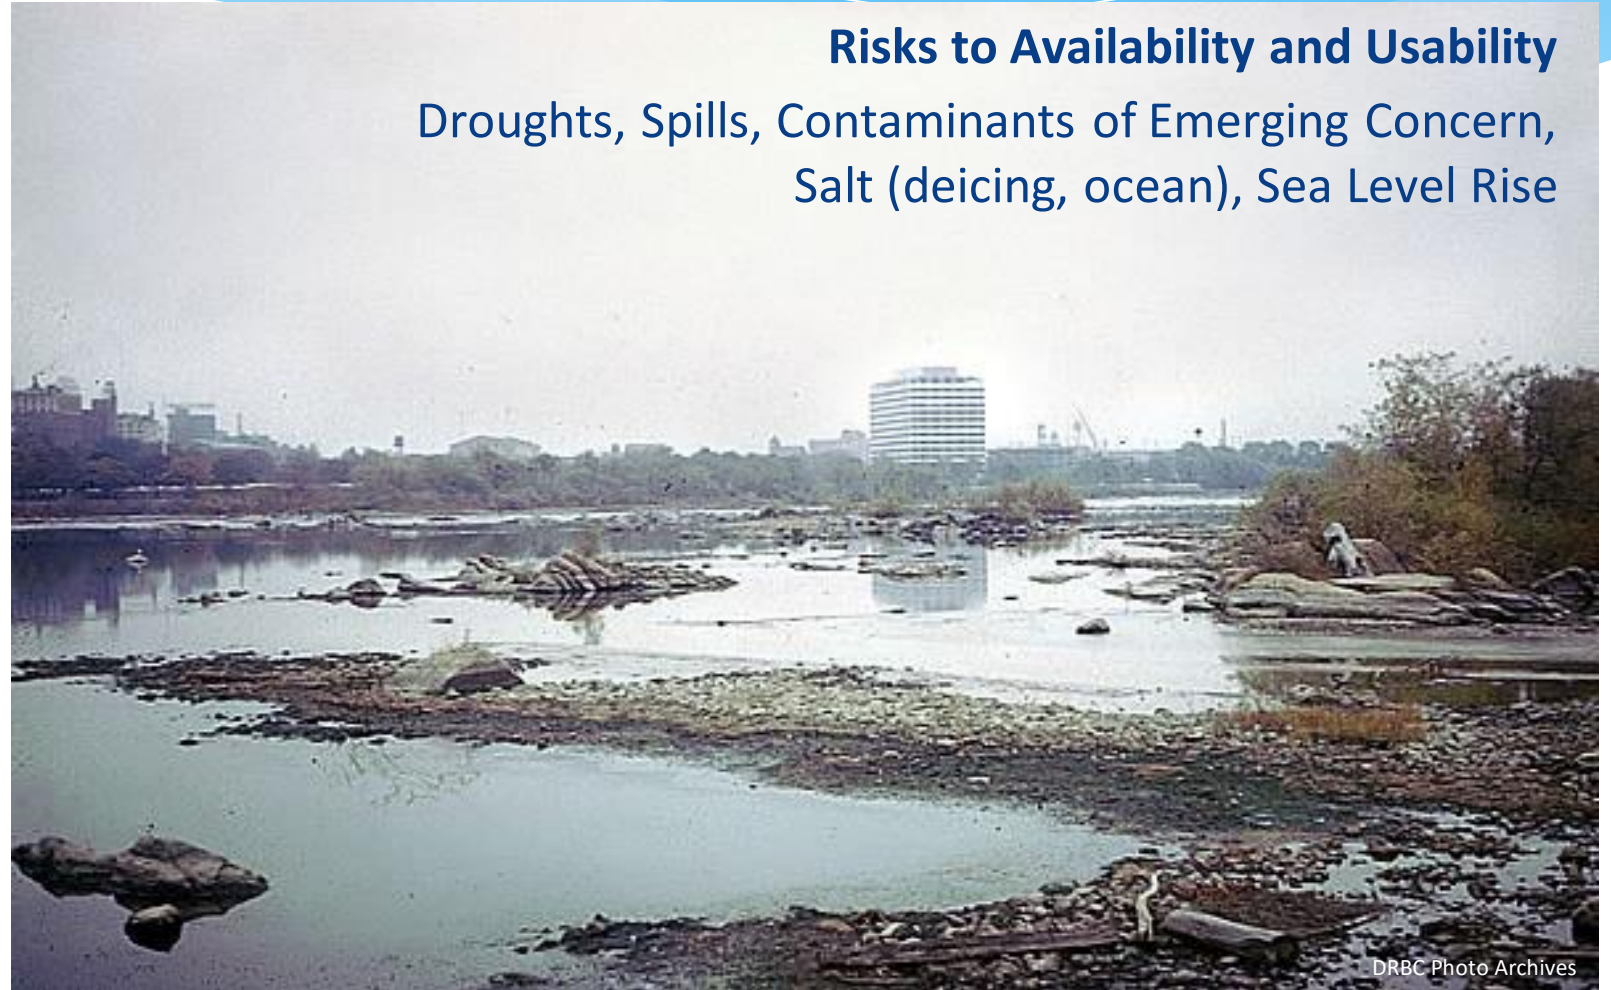 Risks to Availability and Usability
Droughts, Spills, Contaminants of Emerging Concern,
Salt (deicing, ocean), Sea Level Rise
DRBC Photo Archives